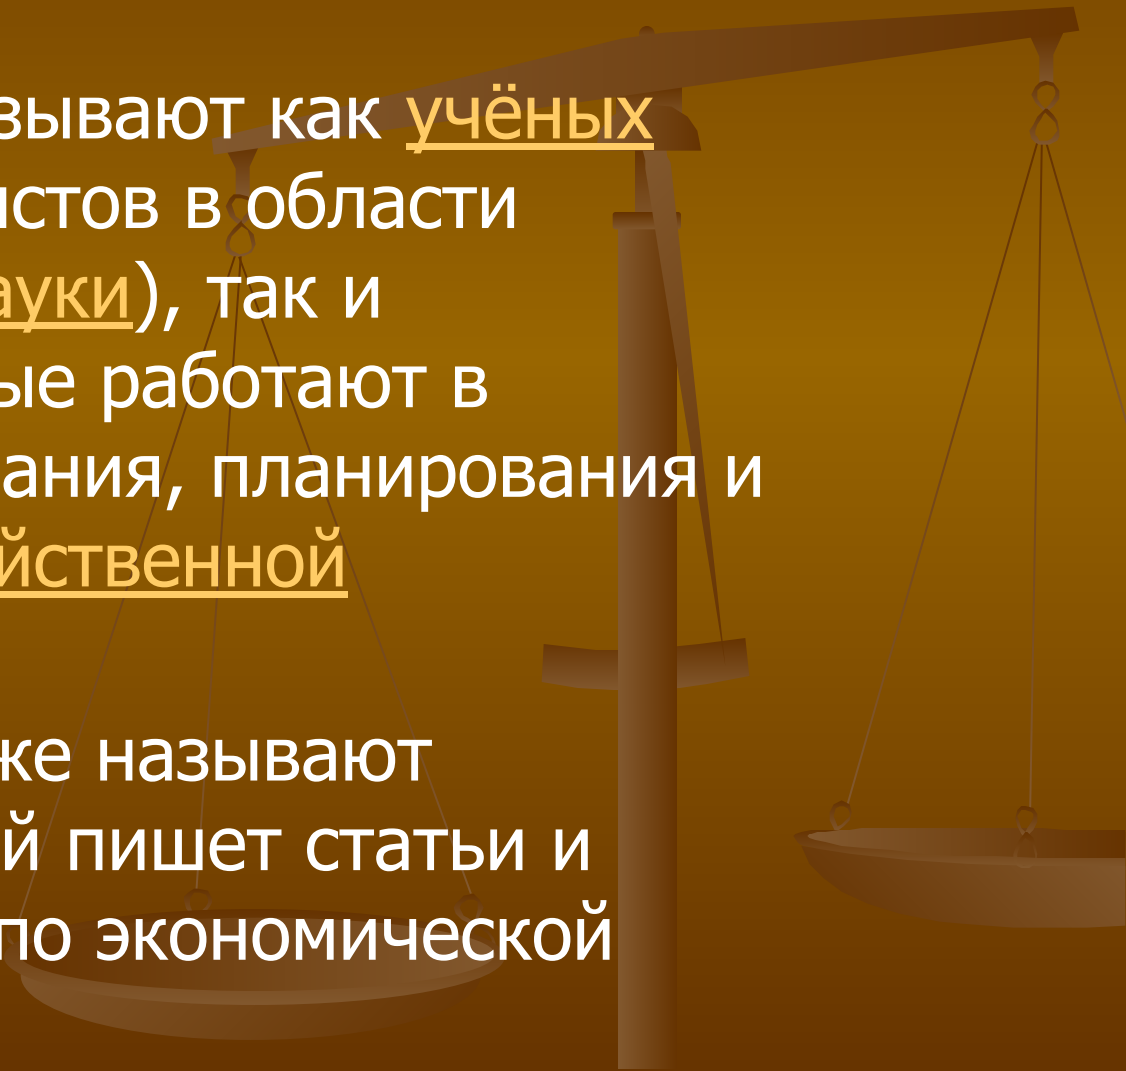 зывают как учёных
истов в области
ауки), так и
ые работают в
ания, планирования и
йственной
же называют
й пишет статьи и
по экономической